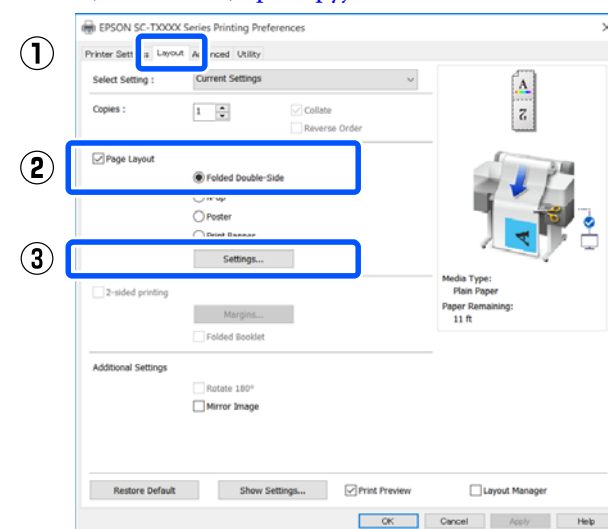 EPSON SC-TXXXX Series Printing Preferences
Layout
Utility
Select Setting :
Current Settings
Copies :
1
Collate
Reverse Order
Page Layout
Folded Double-Side
Poster
Print Banner
Settings...
2-sided printing
Margins...
Folded Booklet
Additional Settings
Rotate 180°
Mirror Image
Media Type:
Plain Paper
Paper Remaining:
11 ft
Restore Default
Show Settings...
Print Preview
Layout Manager
OK
Cancel
Apply
Help
1
2
3
A
2
A